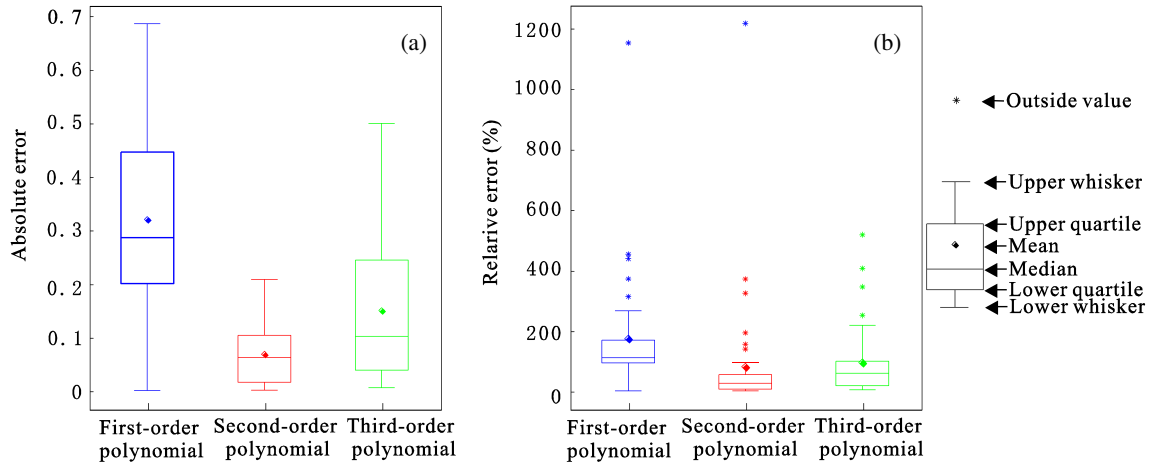 0.7
0.6
0.5
0.4
0.3
0.2
0.1
0
Absolute error
(a)
First-order polynomial
Second-order polynomial
Third-order polynomial
1200
1000
800
600
400
200
0
Relarive error (%)
(b)
First-order polynomial
Second-order polynomial
Third-order polynomial
Outside value
Upper whisker
Upper quartile
Mean
Median
Lower quartile
Lower whisker